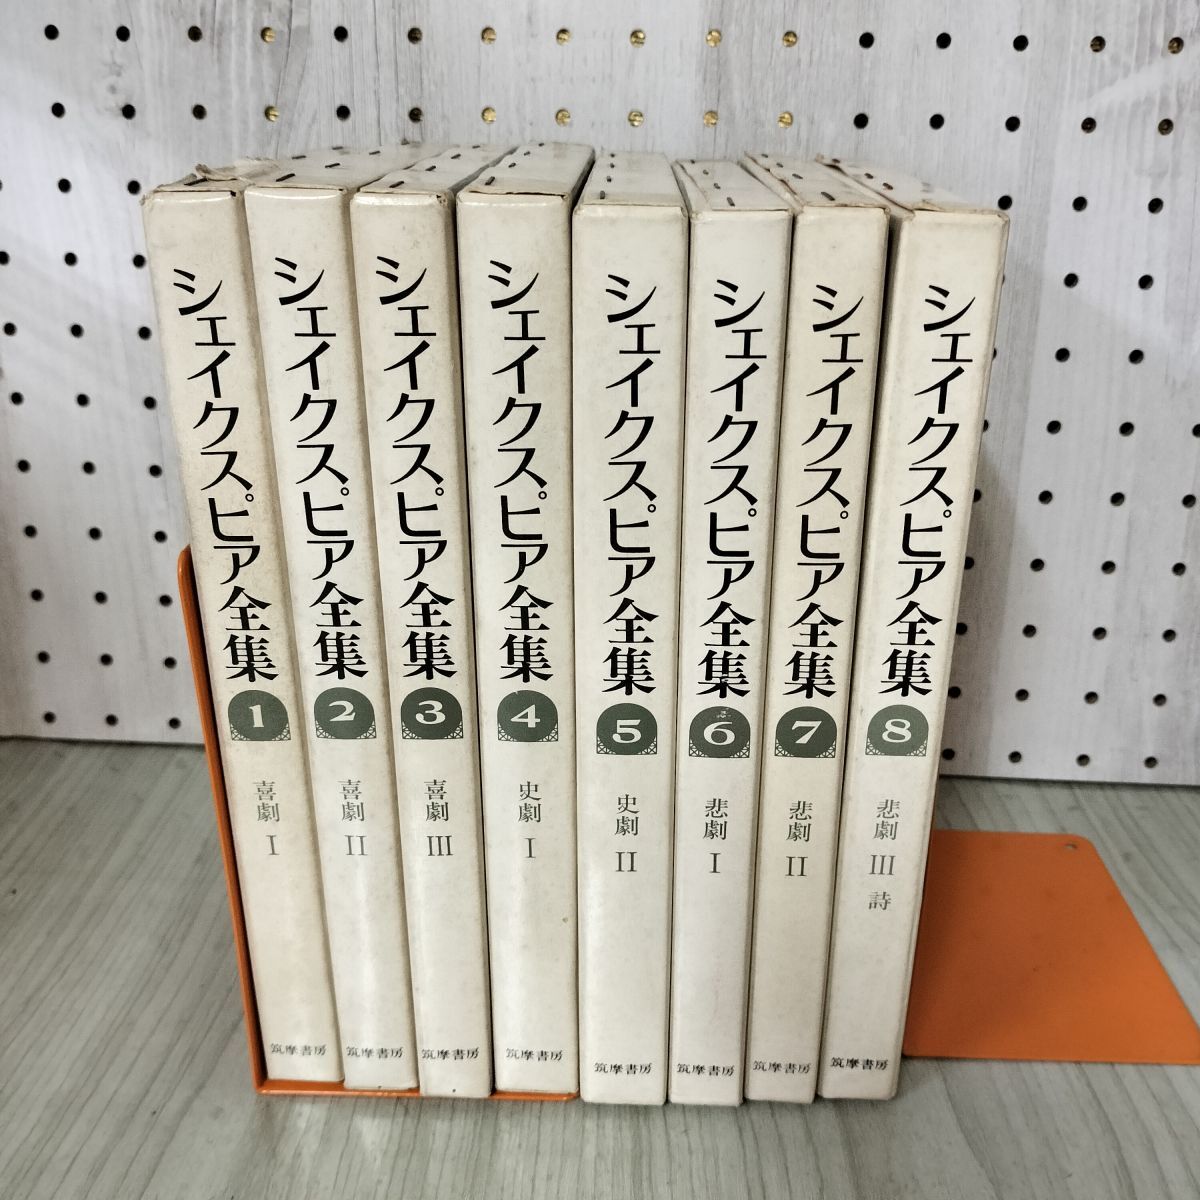 シェイクスピア全集
1
喜劇 I
筑摩書房
シェイクスピア全集
2
喜劇 II
筑摩書房
シェイクスピア全集
3
喜劇 III
筑摩書房
シェイクスピア全集
4
史劇 I
筑摩書房
シェイクスピア全集
5
史劇 II
筑摩書房
シェイクスピア全集
6
悲劇 I
筑摩書房
シェイクスピア全集
7
悲劇 II
筑摩書房
シェイクスピア全集
8
悲劇 III 詩
筑摩書房